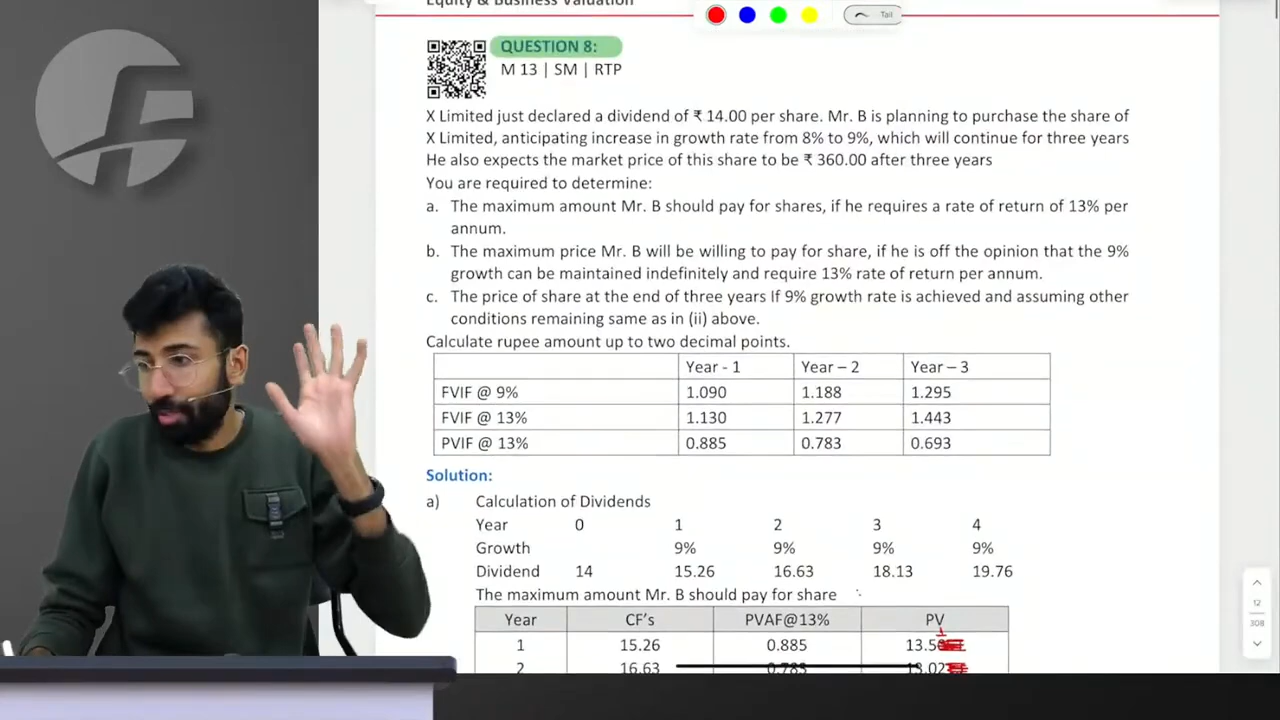 Equity & Business Valuation
Tail
QUESTION 8:
M 13 | SM | RTP
X Limited just declared a dividend of ₹ 14.00 per share. Mr. B is planning to purchase the share of
X Limited, anticipating increase in growth rate from 8% to 9%, which will continue for three years
He also expects the market price of this share to be ₹ 360.00 after three years
You are required to determine:
a. The maximum amount Mr. B should pay for shares, if he requires a rate of return of 13% per
annum.
b. The maximum price Mr. B will be willing to pay for share, if he is off the opinion that the 9%
growth can be maintained indefinitely and require 13% rate of return per annum.
c. The price of share at the end of three years If 9% growth rate is achieved and assuming other
conditions remaining same as in (ii) above.
Calculate rupee amount up to two decimal points.
Year - 1 Year – 2 Year – 3
FVIF @ 9% 1.090 1.188 1.295
FVIF @ 13% 1.130 1.277 1.443
PVIF @ 13% 0.885 0.783 0.693
Solution:
a) Calculation of Dividends
Year 0 1 2 3 4
Growth 9% 9% 9% 9%
Dividend 14 15.26 16.63 18.13 19.76
The maximum amount Mr. B should pay for share
Year CF's PVAF@13% PV
1 15.26 0.885 13.5
2 16.63 0.783 13.02
12
308